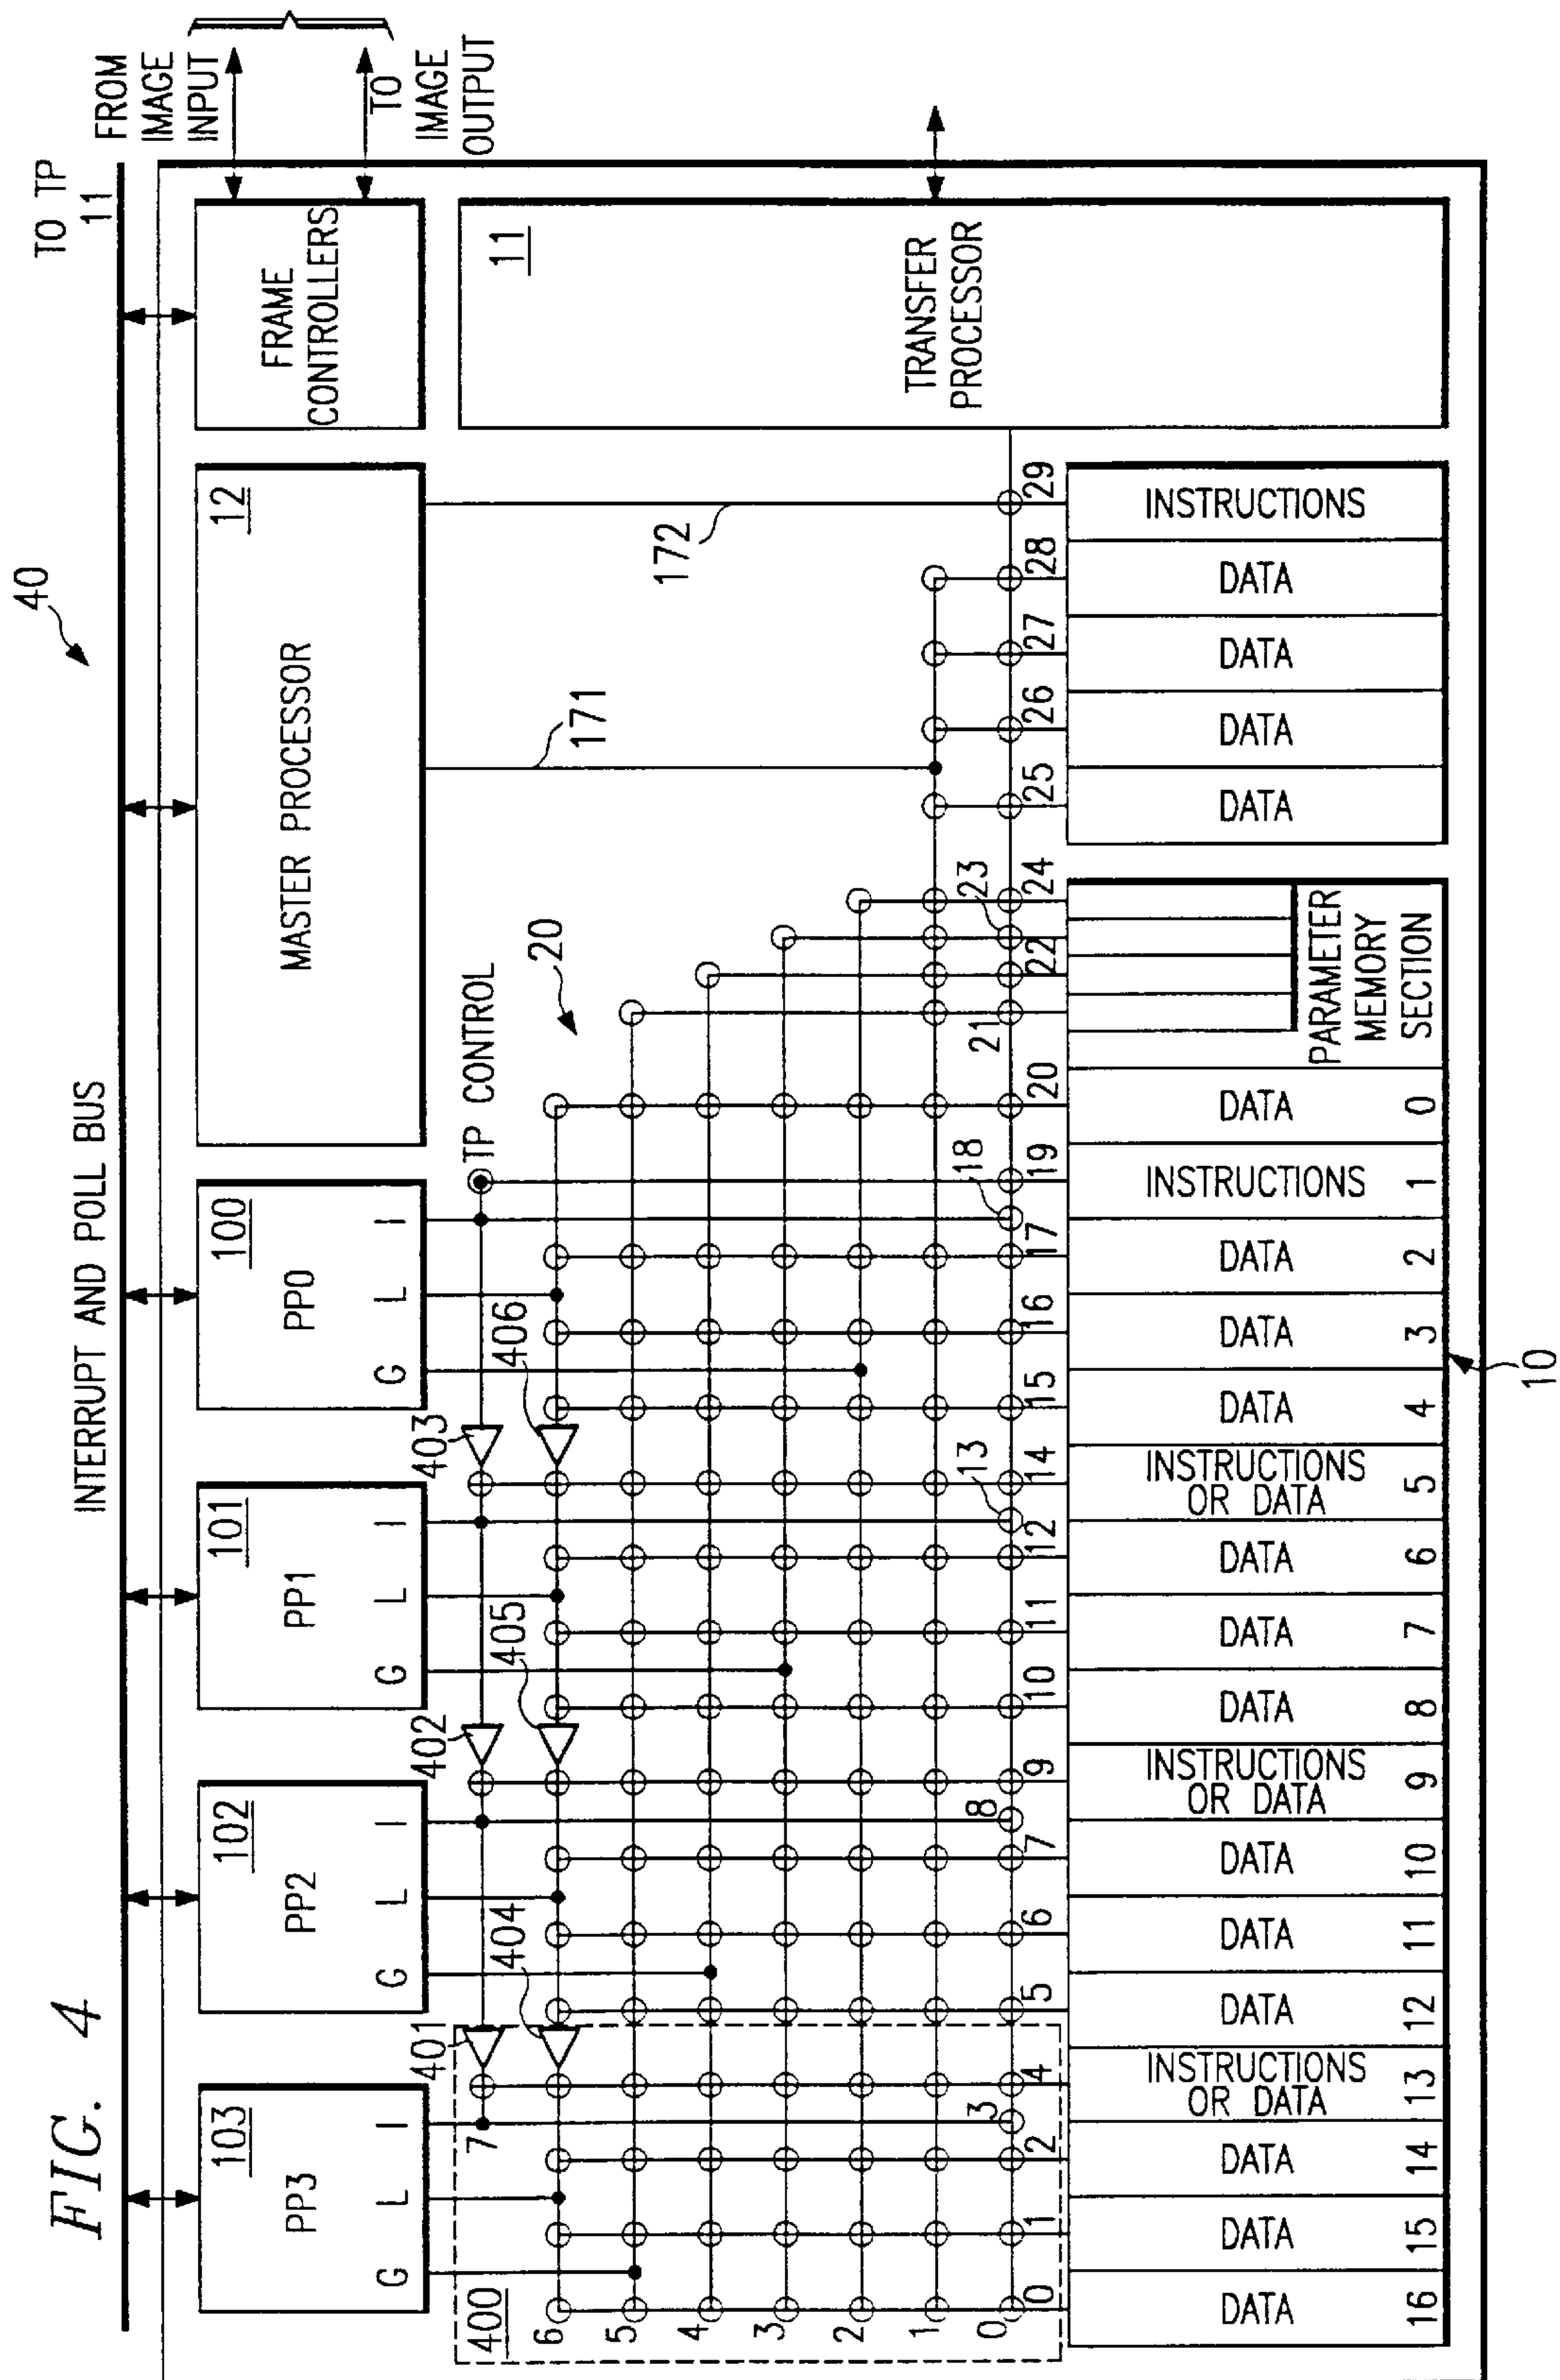 FIG. 4
40
INTERRUPT AND POLL BUS
TO TP
11
FROM
IMAGE
INPUT
TO
IMAGE
OUTPUT
103
PP3
G L I
102
PP2
G L I
101
PP1
G L I
100
PP0
G L I
12
MASTER PROCESSOR
FRAME
CONTROLLERS
11
TRANSFER
PROCESSOR
400
401
402
403
404
405
406
TP CONTROL
20
171
172
7
6
5
4
3
2
1
0
0
1
2
3
4
5
6
7
8
9
10
11
12
13
14
15
16
17
18
19
20
21
22
23
24
25
26
27
28
29
DATA 16
DATA 15
DATA 14
INSTRUCTIONS
OR DATA 13
DATA 12
DATA 11
DATA 10
INSTRUCTIONS
OR DATA 9
DATA 8
DATA 7
DATA 6
INSTRUCTIONS
OR DATA 5
DATA 4
DATA 3
DATA 2
INSTRUCTIONS 1
DATA 0
PARAMETER
MEMORY
SECTION
DATA
DATA
DATA
DATA
INSTRUCTIONS
10